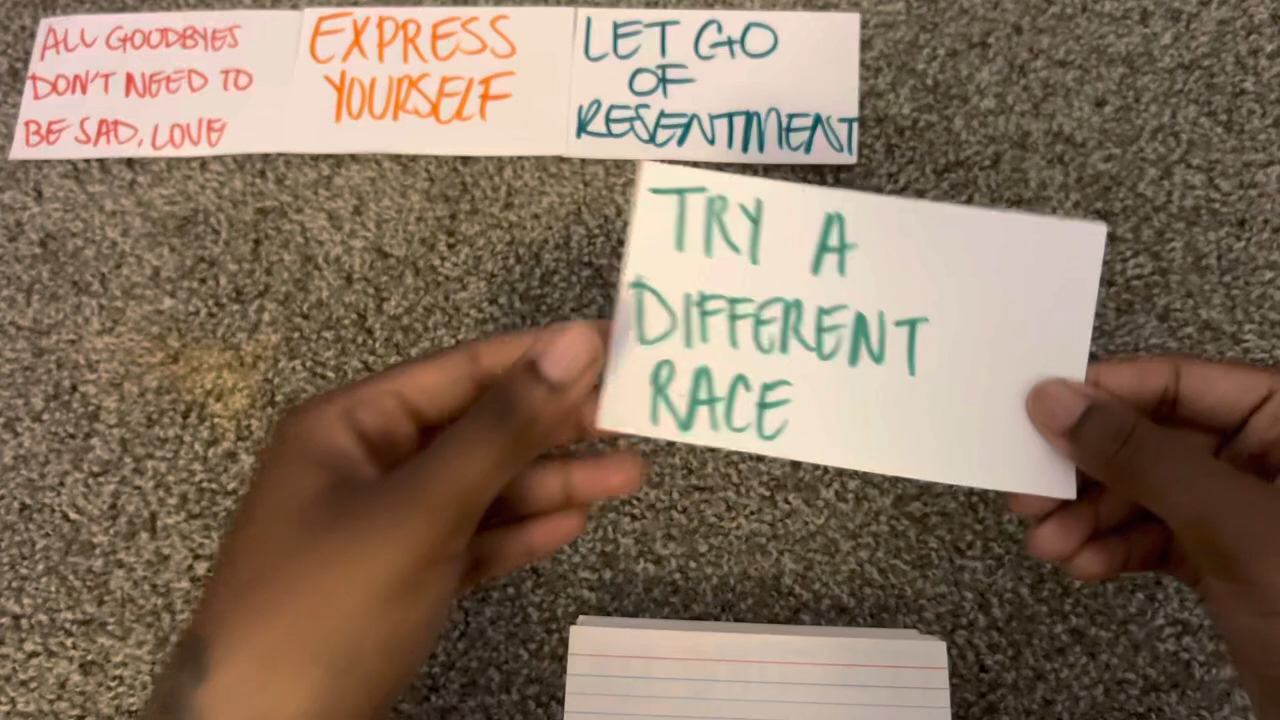 ALL GOODBYES
DON'T NEED TO
BE SAD, LOVE
EXPRESS
YOURSELF
LET GO
OF
RESENTMENT
TRY A
DIFFERENT
RACE